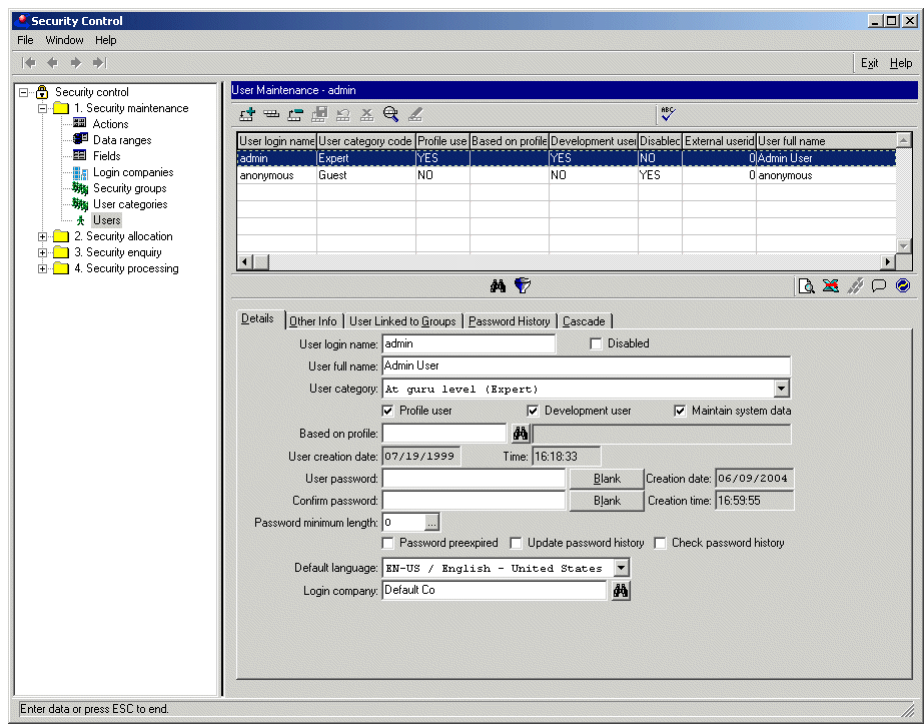 Security Control
File Window Help
Exit Help
Security control
1. Security maintenance
Actions
Data ranges
Fields
Login companies
Security groups
User categories
Users
2. Security allocation
3. Security enquiry
4. Security processing
User Maintenance - admin
ABC
User login name User category code Profile use Based on profile Development use Disablec External userid User full name
admin Expert YES YES NO 0 Admin User
anonymous Guest NO NO YES 0 anonymous
Details Other Info User Linked to Groups Password History Cascade
User login name: admin Disabled
User full name: Admin User
User category: At guru level (Expert)
Profile user Development user Maintain system data
Based on profile:
User creation date: 07/19/1999 Time: 16:18:33
User password: Blank Creation date: 06/09/2004
Confirm password: Blank Creation time: 16:59:55
Password minimum length: 0 ...
Password preexpired Update password history Check password history
Default language: EN-US / English - United States
Login company: Default Co
Enter data or press ESC to end.